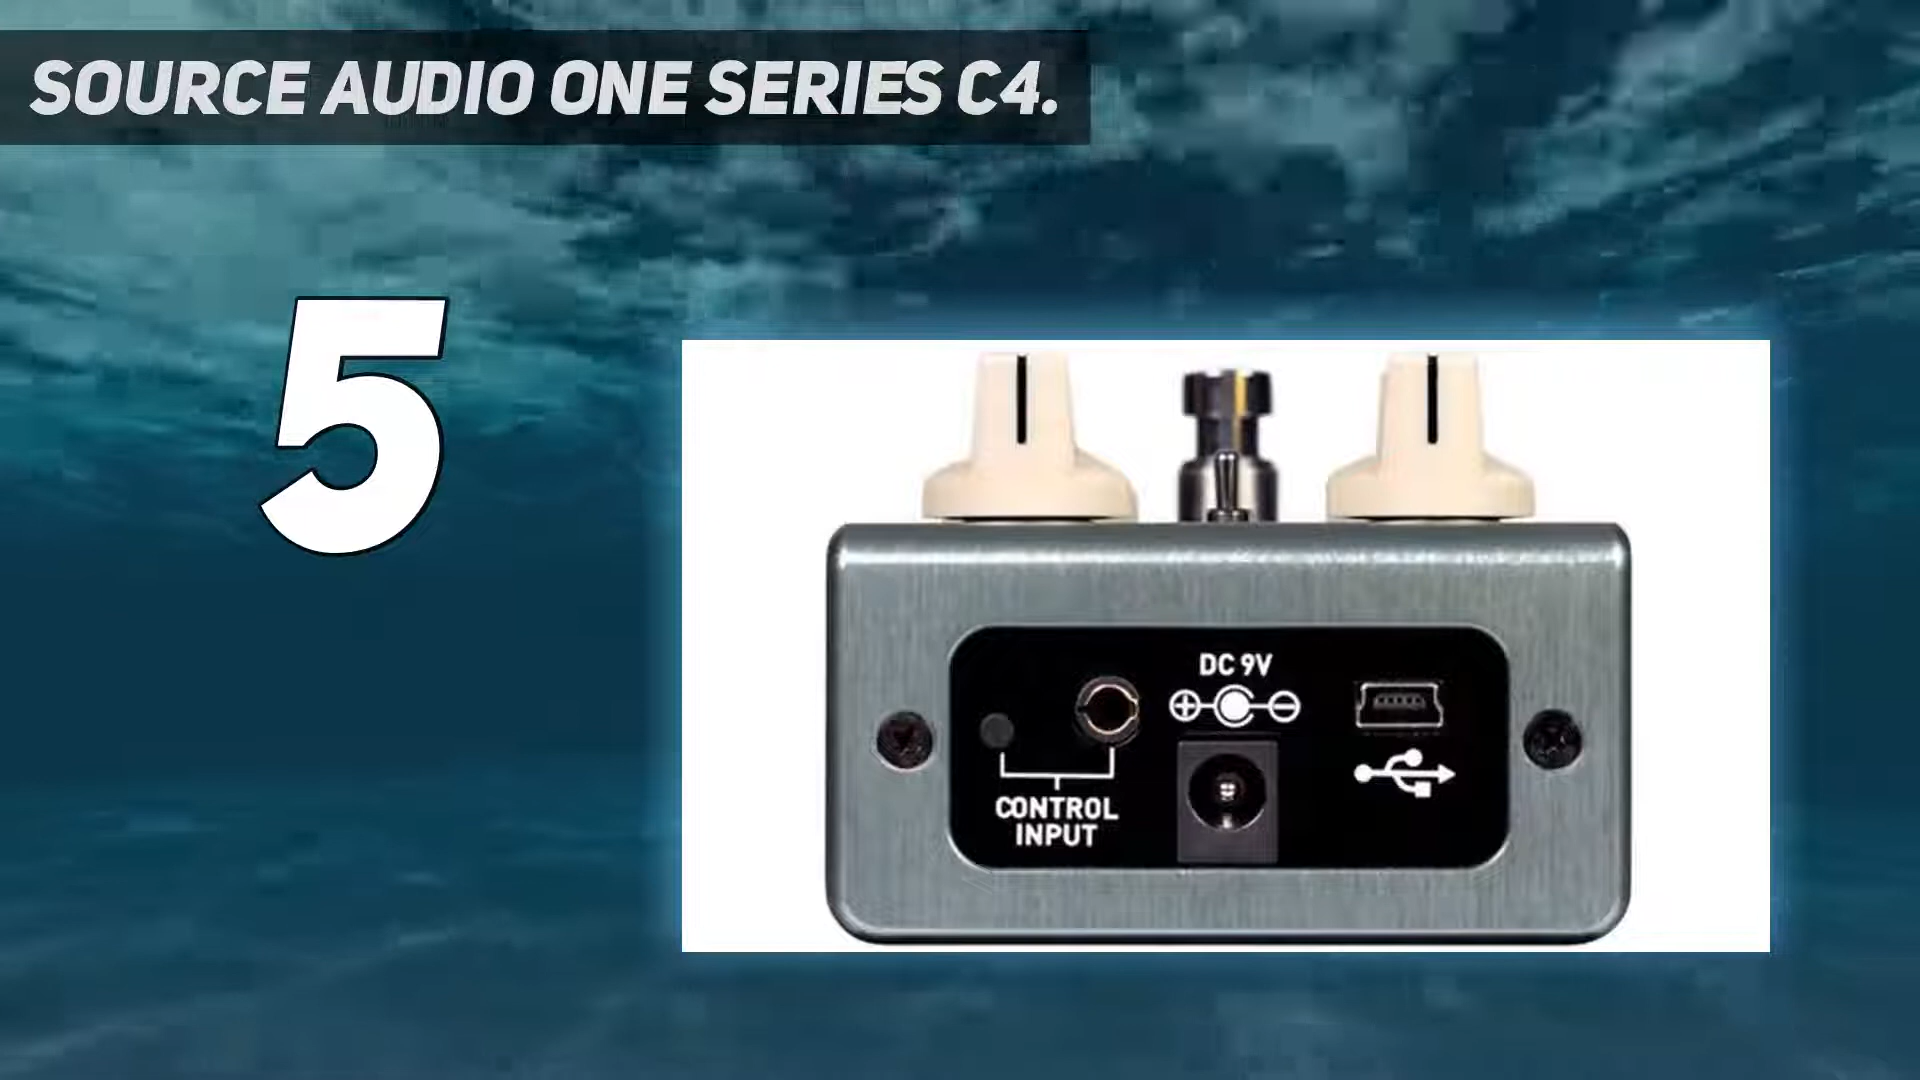 SOURCE AUDIO ONE SERIES C4.
5
DC 9V
CONTROL
INPUT